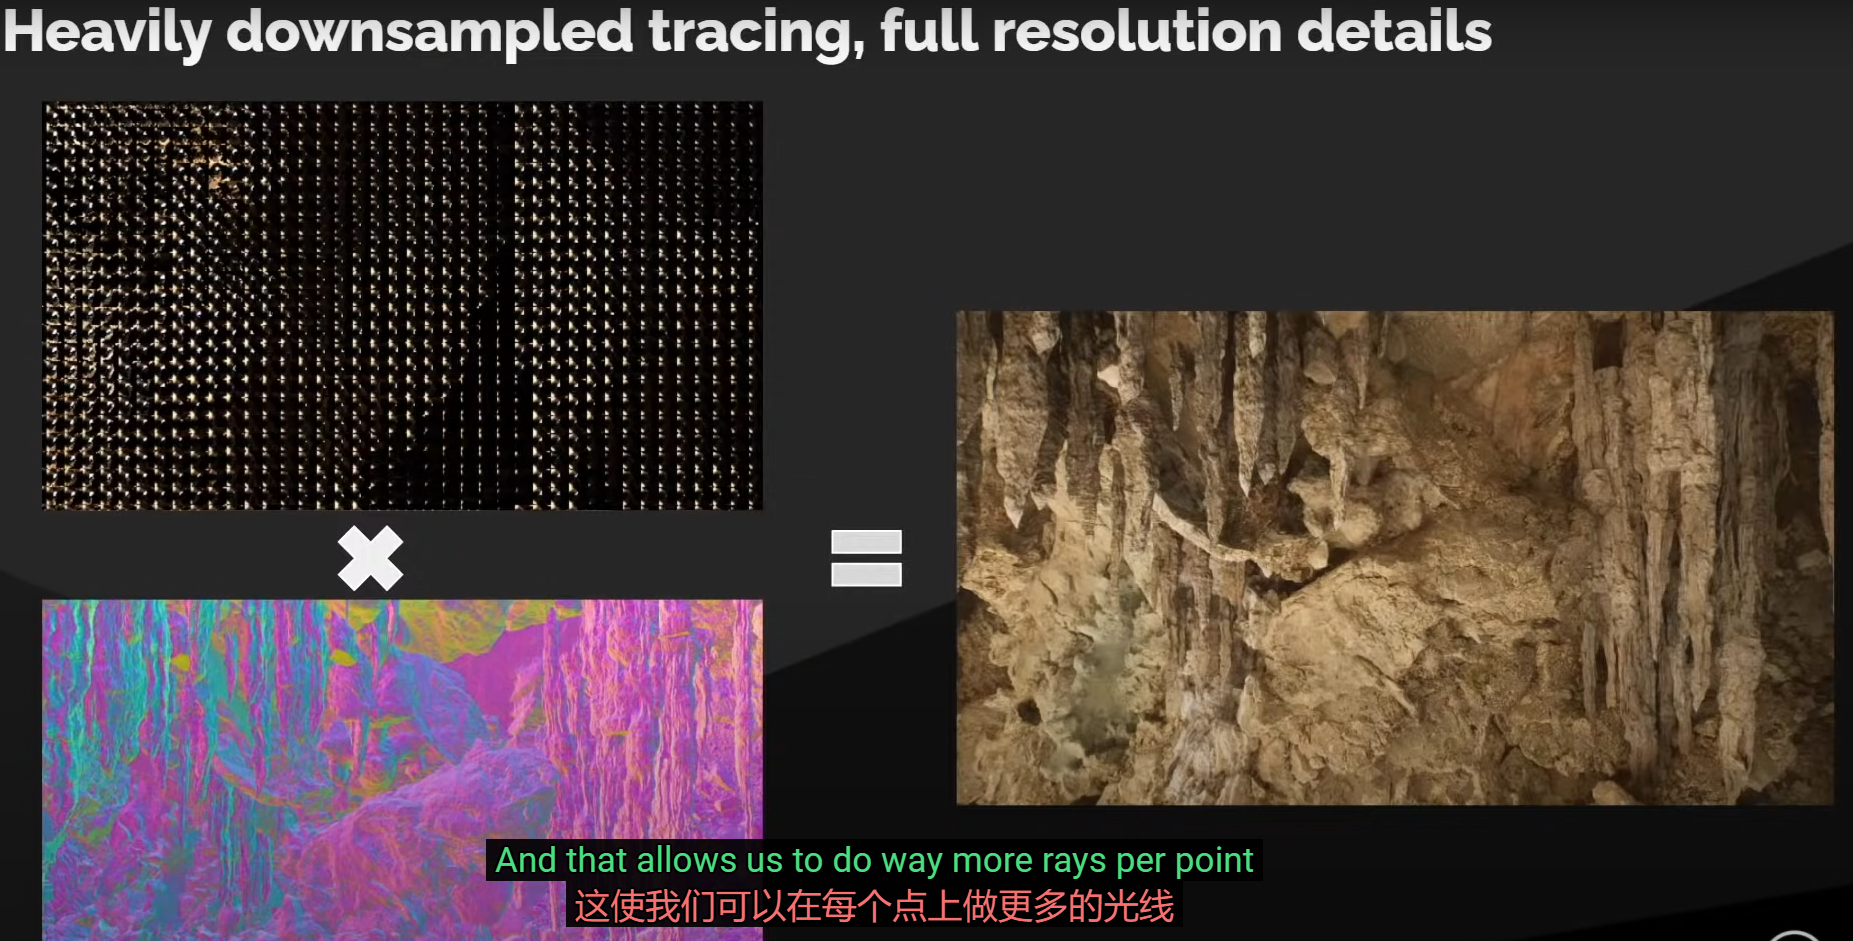 Heavily downsampled tracing, full resolution details
And that allows us to do way more rays per point
这使我们可以在每个点上做更多的光线